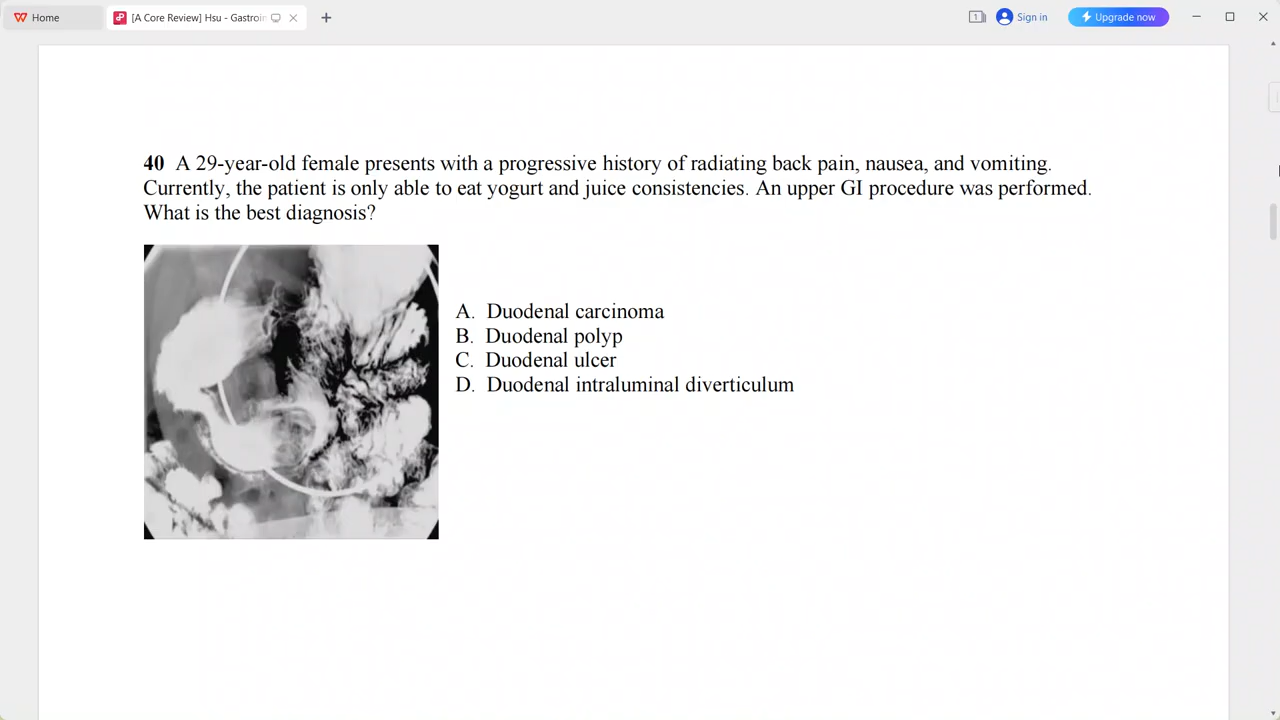 Home
[A Core Review] Hsu - Gastroin
1
Sign in
Upgrade now
40 A 29-year-old female presents with a progressive history of radiating back pain, nausea, and vomiting.
Currently, the patient is only able to eat yogurt and juice consistencies. An upper GI procedure was performed.
What is the best diagnosis?
A. Duodenal carcinoma
B. Duodenal polyp
C. Duodenal ulcer
D. Duodenal intraluminal diverticulum